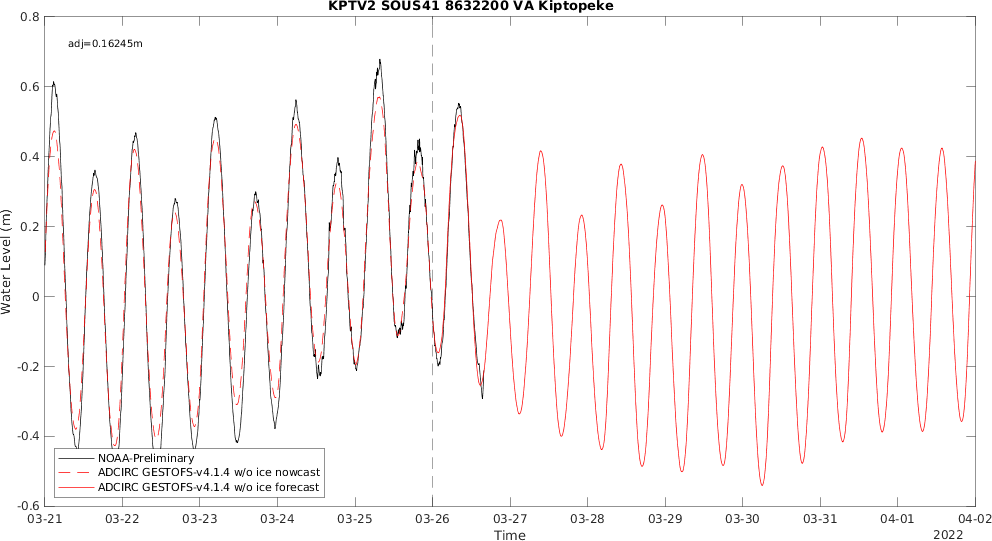 KPTV2 SOUS41 8632200 VA Kiptopeke
adj=0.16245m
0.8
0.6
0.4
0.2
0
-0.2
-0.4
-0.6
Water Level (m)
NOAA-Preliminary
ADCIRC GESTOFS-v4.1.4 w/o ice nowcast
ADCIRC GESTOFS-v4.1.4 w/o ice forecast
03-21 03-22 03-23 03-24 03-25 03-26 03-27 03-28 03-29 03-30 03-31 04-01 04-02
Time
2022